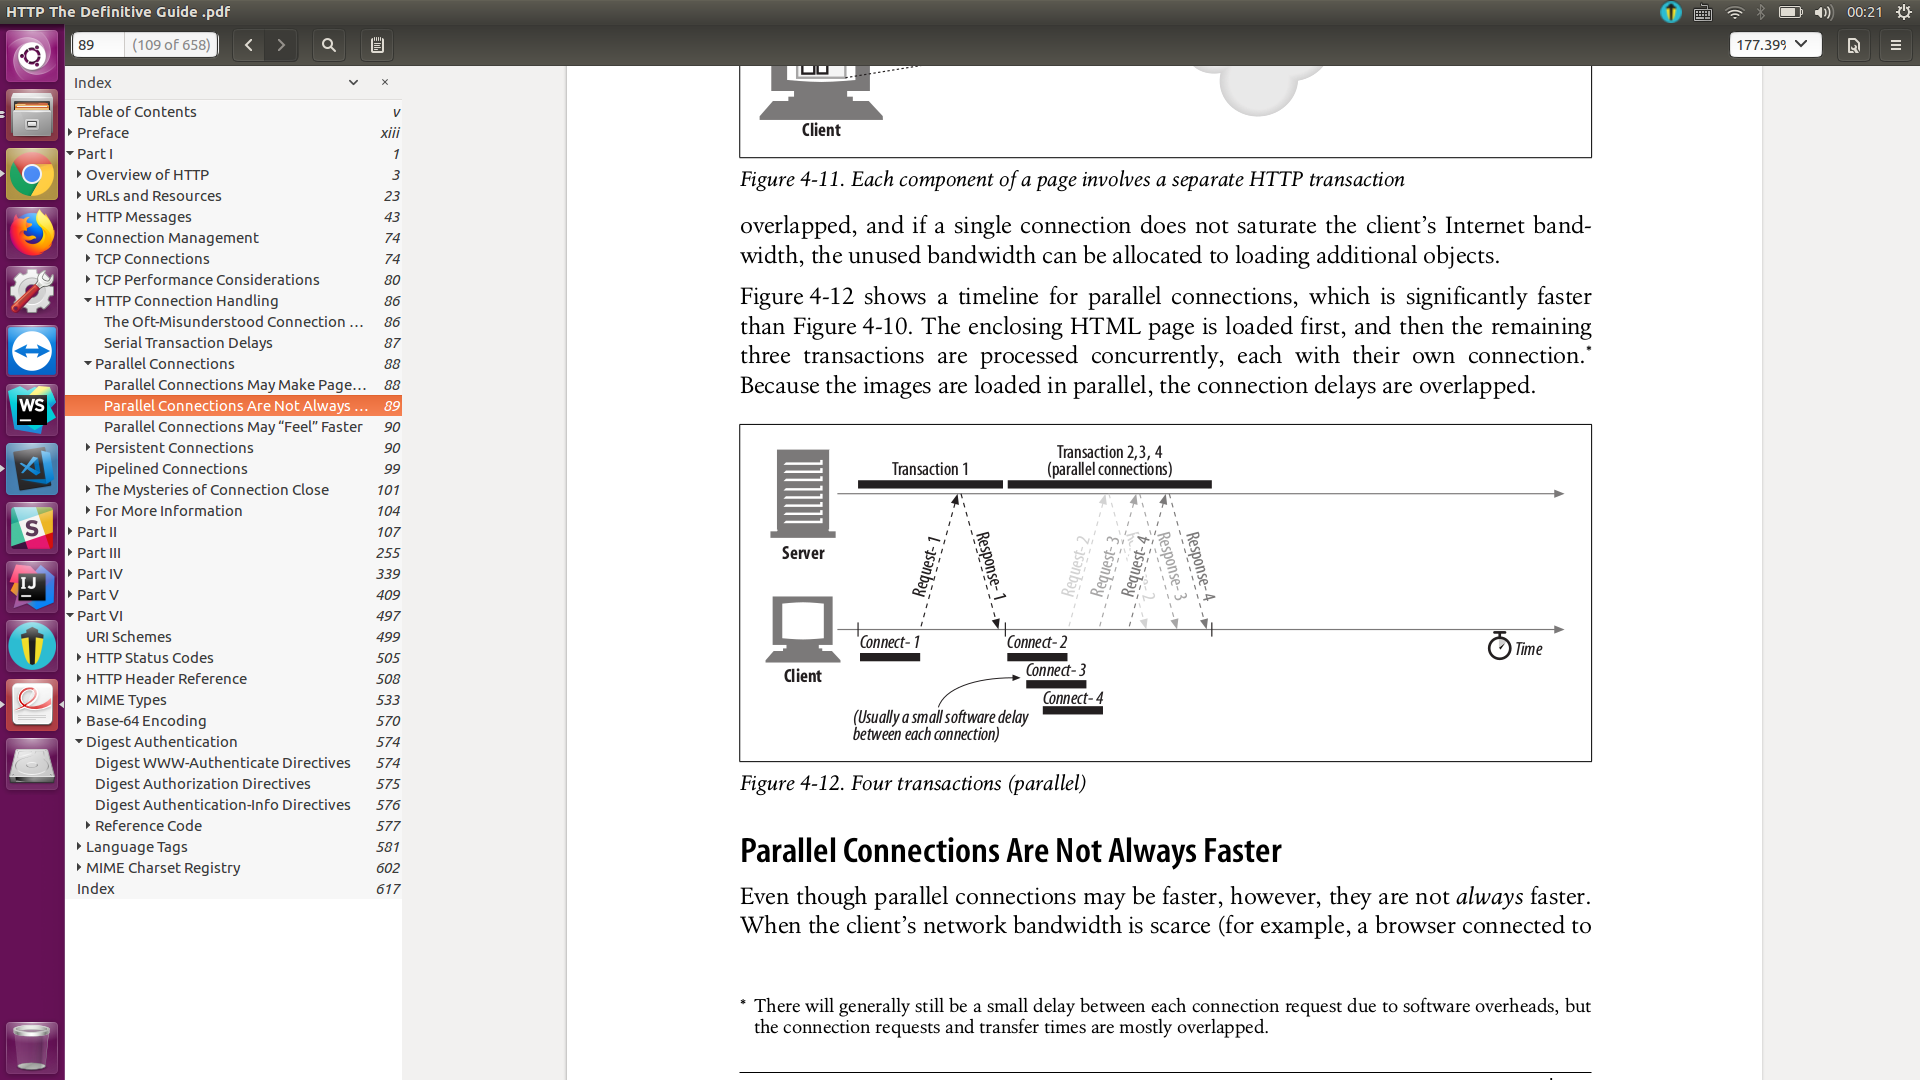 HTTP The Definitive Guide .pdf
00:21
89
(109 of 658)
177.39%
Index
Table of Contents v
Preface xiii
Part I 1
Overview of HTTP 3
URLs and Resources 23
HTTP Messages 43
Connection Management 74
TCP Connections 74
TCP Performance Considerations 80
HTTP Connection Handling 86
The Oft-Misunderstood Connection ... 86
Serial Transaction Delays 87
Parallel Connections 88
Parallel Connections May Make Page... 88
Parallel Connections Are Not Always ... 89
Parallel Connections May “Feel” Faster 90
Persistent Connections 90
Pipelined Connections 99
The Mysteries of Connection Close 101
For More Information 104
Part II 107
Part III 255
Part IV 339
Part V 409
Part VI 497
URI Schemes 499
HTTP Status Codes 505
HTTP Header Reference 508
MIME Types 533
Base-64 Encoding 570
Digest Authentication 574
Digest WWW-Authenticate Directives 574
Digest Authorization Directives 575
Digest Authentication-Info Directives 576
Reference Code 577
Language Tags 581
MIME Charset Registry 602
Index 617
WS
S
IJ
Client
Figure 4-11. Each component of a page involves a separate HTTP transaction
overlapped, and if a single connection does not saturate the client’s Internet band-
width, the unused bandwidth can be allocated to loading additional objects.
Figure 4-12 shows a timeline for parallel connections, which is significantly faster
than Figure 4-10. The enclosing HTML page is loaded first, and then the remaining
three transactions are processed concurrently, each with their own connection.*
Because the images are loaded in parallel, the connection delays are overlapped.
Transaction 1
Transaction 2,3, 4
(parallel connections)
Server
Request- 1
Response- 1
Request- 2
Request- 3
Request- 4
Response- 3
Response- 4
Client
Connect- 1
Connect- 2
Connect- 3
Connect- 4
Time
(Usually a small software delay
between each connection)
Figure 4-12. Four transactions (parallel)
Parallel Connections Are Not Always Faster
Even though parallel connections may be faster, however, they are not always faster.
When the client’s network bandwidth is scarce (for example, a browser connected to
* There will generally still be a small delay between each connection request due to software overheads, but
the connection requests and transfer times are mostly overlapped.